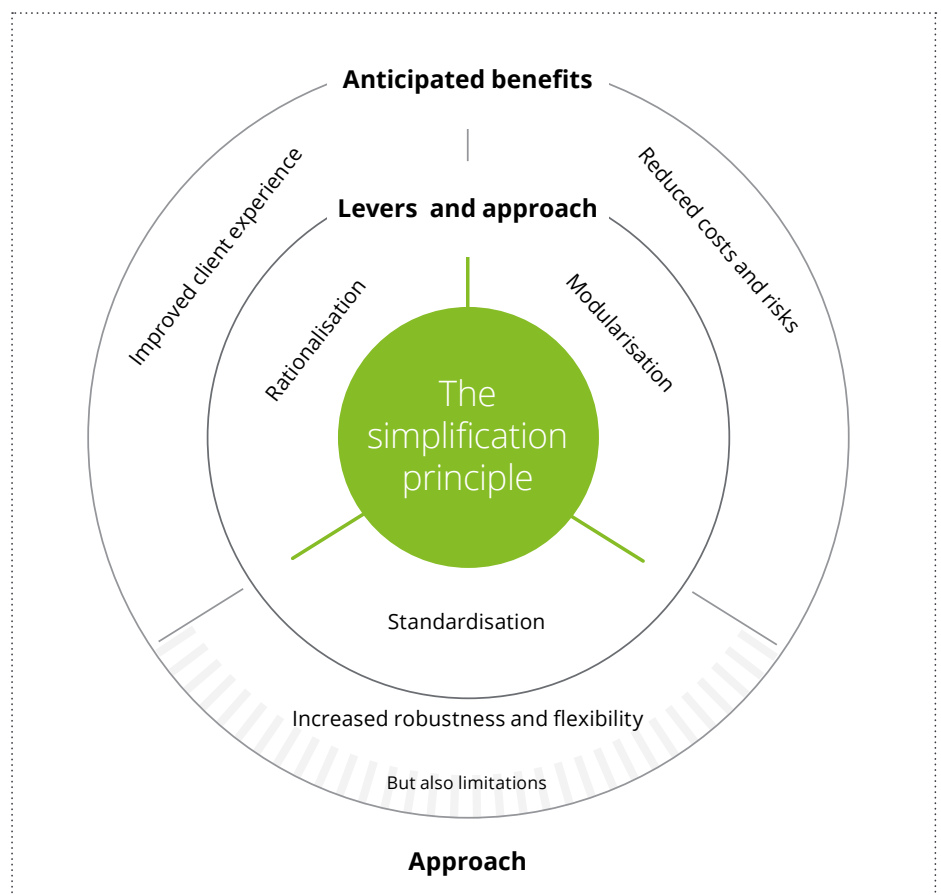 Anticipated benefits
Improved client experience
Reduced costs and risks
Levers and approach
Rationalisation
Modularisation
The
simplification
principle
Standardisation
Increased robustness and flexibility
But also limitations
Approach